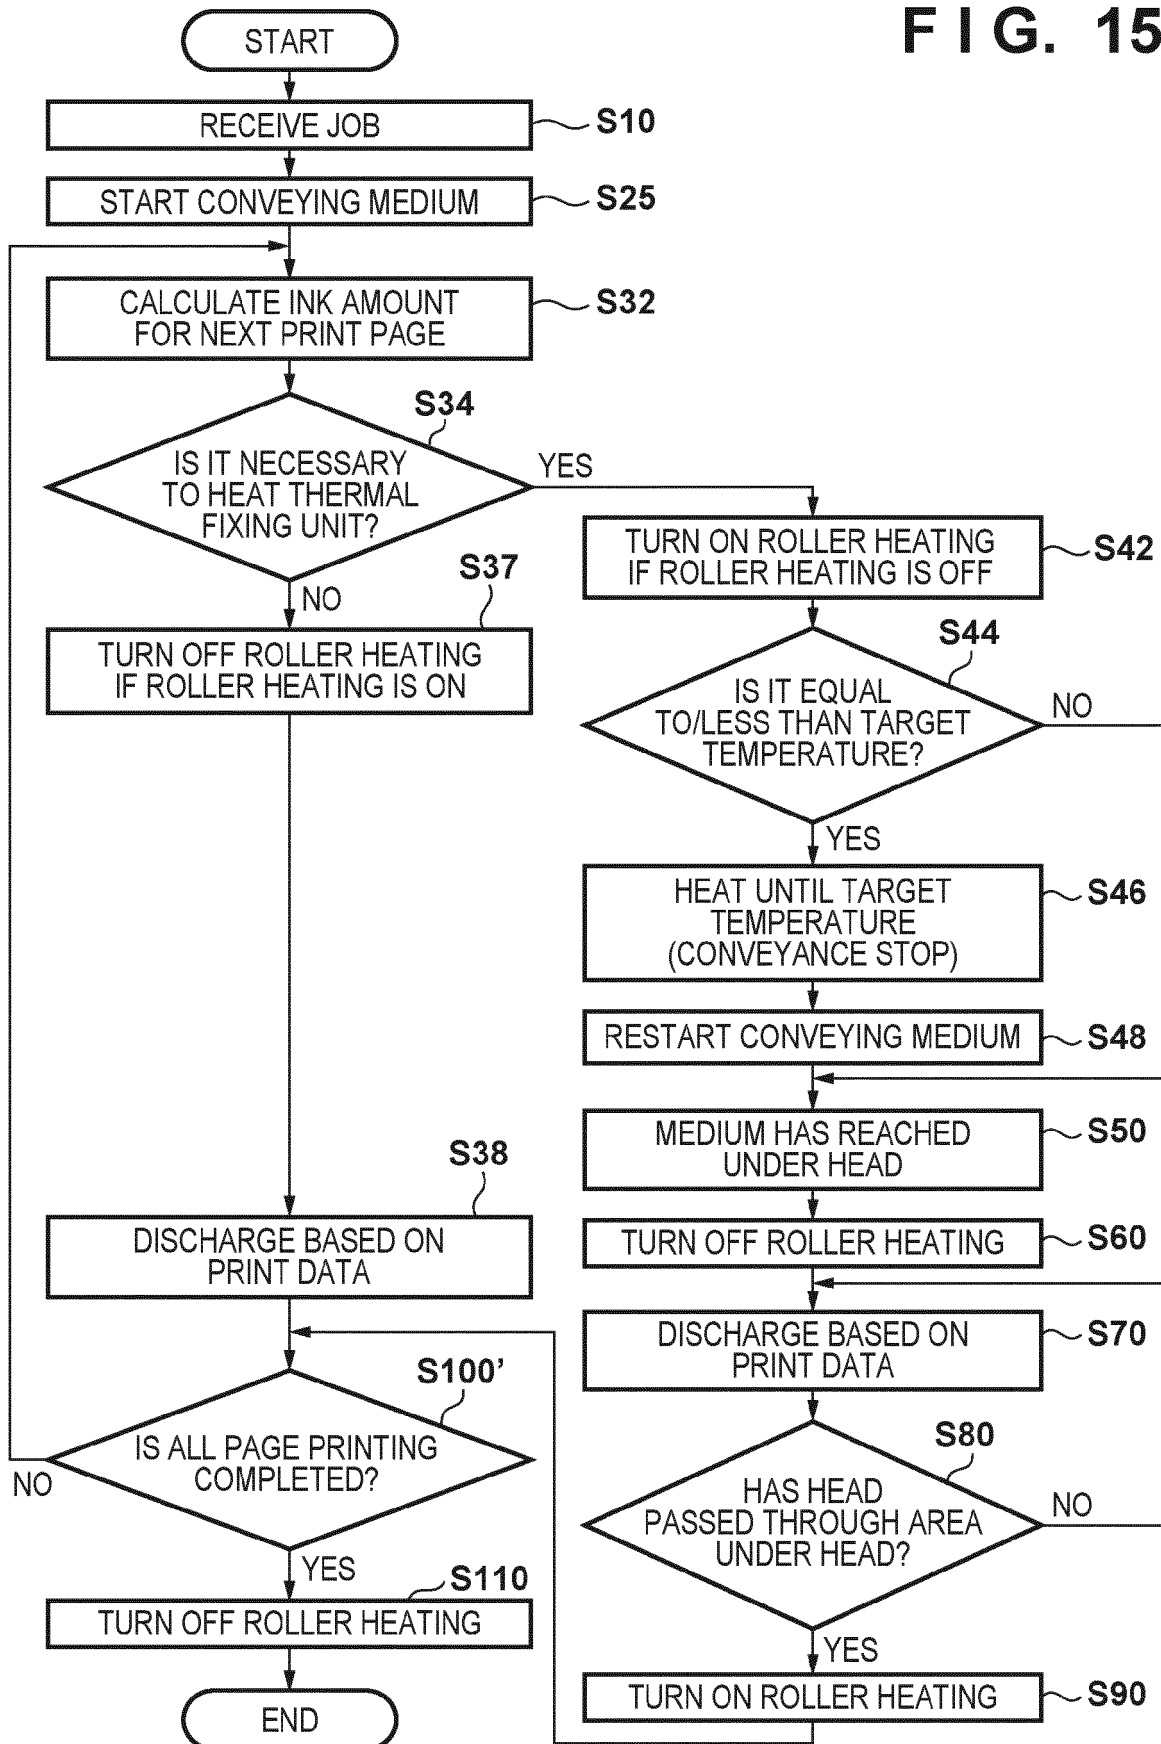 FIG. 15
START
RECEIVE JOB
S10
START CONVEYING MEDIUM
S25
CALCULATE INK AMOUNT
FOR NEXT PRINT PAGE
S32
S34
IS IT NECESSARY
TO HEAT THERMAL
FIXING UNIT?
YES
NO
S37
TURN OFF ROLLER HEATING
IF ROLLER HEATING IS ON
TURN ON ROLLER HEATING
IF ROLLER HEATING IS OFF
S42
S44
IS IT EQUAL
TO/LESS THAN TARGET
TEMPERATURE?
NO
YES
HEAT UNTIL TARGET
TEMPERATURE
(CONVEYANCE STOP)
S46
RESTART CONVEYING MEDIUM
S48
MEDIUM HAS REACHED
UNDER HEAD
S50
TURN OFF ROLLER HEATING
S60
S38
DISCHARGE BASED ON
PRINT DATA
DISCHARGE BASED ON
PRINT DATA
S70
S80
HAS HEAD
PASSED THROUGH AREA
UNDER HEAD?
NO
YES
TURN ON ROLLER HEATING
S90
S100’
IS ALL PAGE PRINTING
COMPLETED?
NO
YES
S110
TURN OFF ROLLER HEATING
END